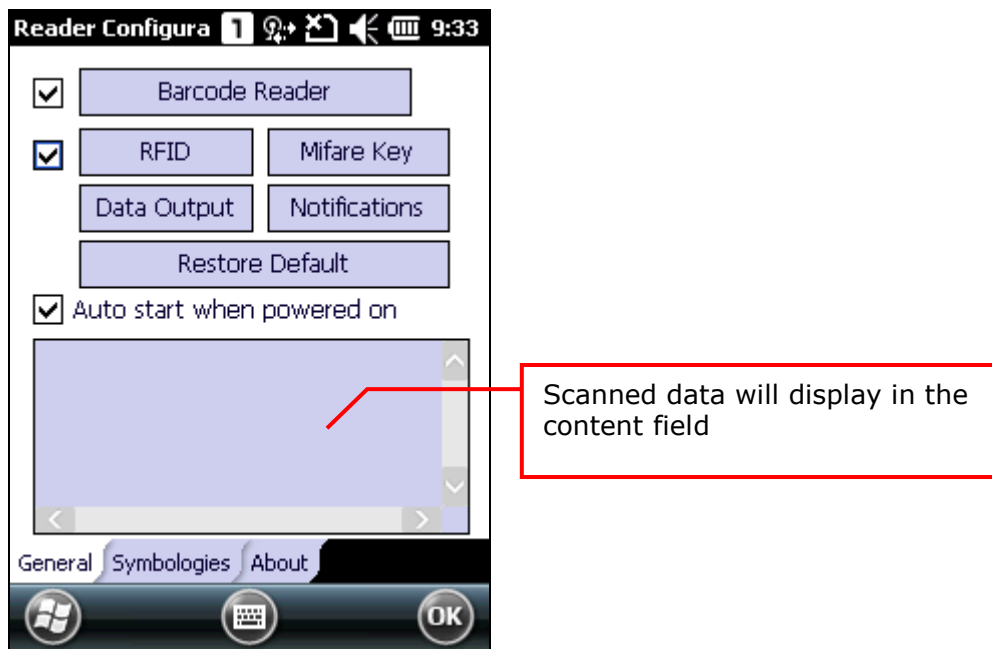 Reader Configura 1 9:33
Barcode Reader
RFID Mifare Key
Data Output Notifications
Restore Default
Auto start when powered on
Scanned data will display in the
content field
General Symbologies About
OK